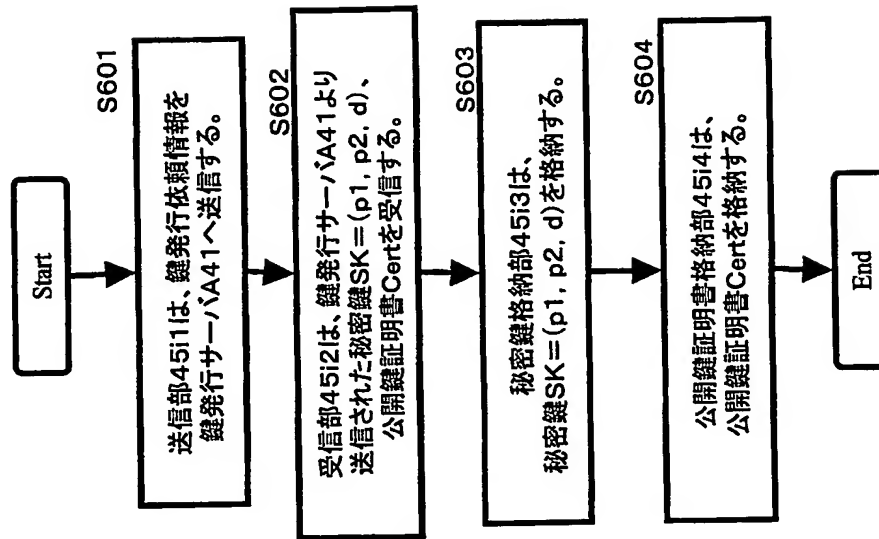 Start
S601
送信部45i1は、鍵発行依頼情報を
鍵発行サーバA41へ送信する。
S602
受信部45i2は、鍵発行サーバA41より
送信された秘密鍵SK=(p1, p2, d)、
公開鍵証明書Certを受信する。
S603
秘密鍵格納部45i3は、
秘密鍵SK=(p1, p2, d)を格納する。
S604
公開鍵証明書格納部45i4は、
公開鍵証明書Certを格納する。
End